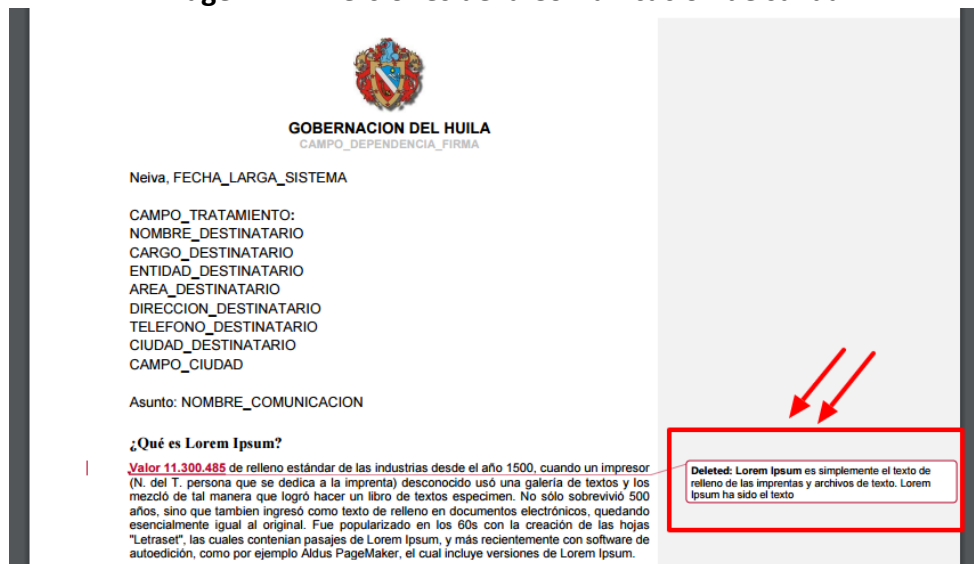 GOBERNACION DEL HUILA
CAMPO_DEPENDENCIA_FIRMA
Neiva, FECHA_LARGA_SISTEMA
CAMPO_TRATAMIENTO:
NOMBRE_DESTINATARIO
CARGO_DESTINATARIO
ENTIDAD_DESTINATARIO
AREA_DESTINATARIO
DIRECCION_DESTINATARIO
TELEFONO_DESTINATARIO
CIUDAD_DESTINATARIO
CAMPO_CIUDAD
Asunto: NOMBRE_COMUNICACION
¿Qué es Lorem Ipsum?
Valor 11.300.485 de relleno estándar de las industrias desde el año 1500, cuando un impresor
(N. del T. persona que se dedica a la imprenta) desconocido usó una galería de textos y los
mezcló de tal manera que logró hacer un libro de textos especimen. No sólo sobrevivió 500
años, sino que tambien ingresó como texto de relleno en documentos electrónicos, quedando
esencialmente igual al original. Fue popularizado en los 60s con la creación de las hojas
"Letraset", las cuales contenian pasajes de Lorem Ipsum, y más recientemente con software de
autoedición, como por ejemplo Aldus PageMaker, el cual incluye versiones de Lorem Ipsum.
Deleted: Lorem Ipsum es simplemente el texto de
relleno de las imprentas y archivos de texto. Lorem
Ipsum ha sido el texto